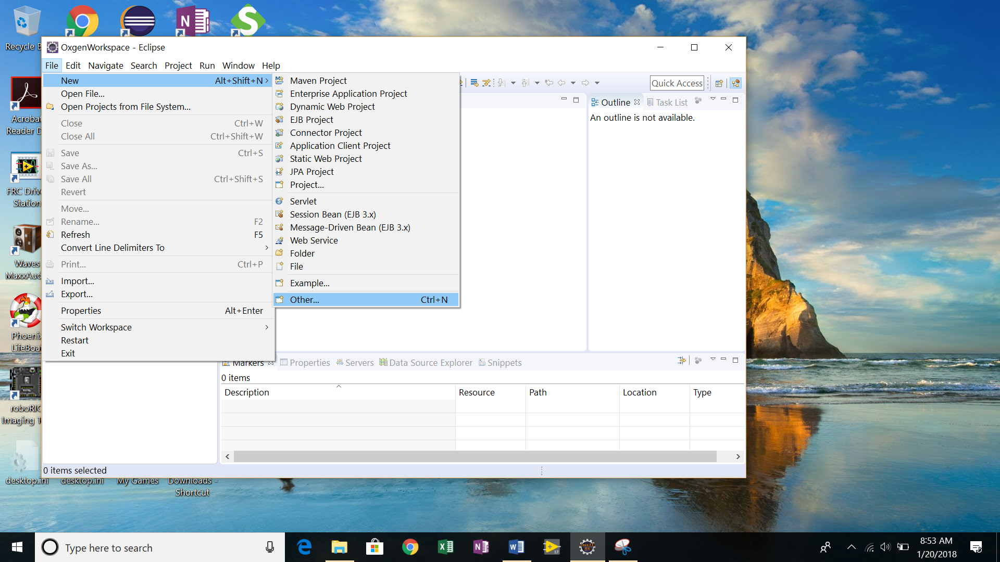 Recycle B
OxgenWorkspace - Eclipse
File Edit Navigate Search Project Run Window Help
New Alt+Shift+N
Open File...
Open Projects from File System...
Close Ctrl+W
Close All Ctrl+Shift+W
Save Ctrl+S
Save As...
Save All Ctrl+Shift+S
Revert
Move...
Rename... F2
Refresh F5
Convert Line Delimiters To
Print... Ctrl+P
Import...
Export...
Properties Alt+Enter
Switch Workspace
Restart
Exit
Maven Project
Enterprise Application Project
Dynamic Web Project
EJB Project
Connector Project
Application Client Project
Static Web Project
JPA Project
Project...
Servlet
Session Bean (EJB 3.x)
Message-Driven Bean (EJB 3.x)
Web Service
Folder
File
Example...
Other... Ctrl+N
Quick Access
Outline Task List
An outline is not available.
Acrobat
Reader D
FRC Drive
Station
Waves
MaxxAud
Phoenix
LifeBoa
roboRIO
Imaging T
Markers Properties Servers Data Source Explorer Snippets
0 items
Description Resource Path Location Type
0 items selected
desktop.ini desktop.ini My Games Downloads -
Shortcut
Type here to search
8:53 AM
1/20/2018